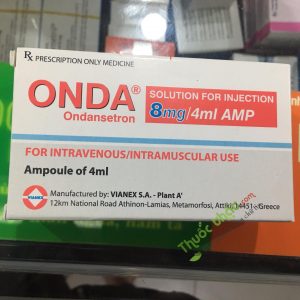 Rx PRESCRIPTION ONLY MEDICINE
ONDA®
Ondansetron
SOLUTION FOR INJECTION
8mg/4ml AMP
FOR INTRAVENOUS/INTRAMUSCULAR USE
Ampoule of 4ml
VIANEX
Manufactured by: VIANEX S.A. - Plant A'
12km National Road Athinon-Lamias, Metamorfosi, Attiki, 14451, Greece